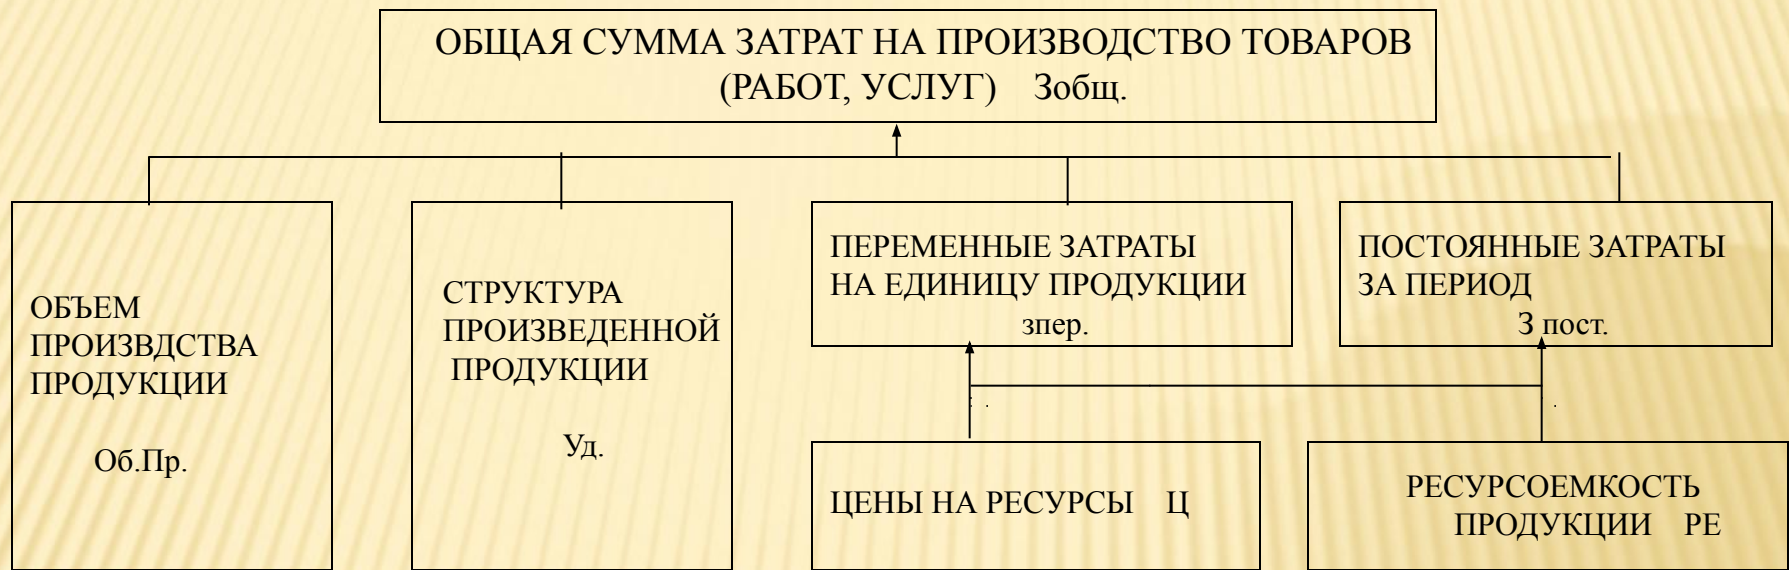 ОБЩАЯ СУММА ЗАТРАТ НА ПРОИЗВОДСТВО ТОВАРОВ
(РАБОТ, УСЛУГ) Зобщ.
ОБЪЕМ
ПРОИЗВДСТВА
ПРОДУКЦИИ
Об.Пр.
СТРУКТУРА
ПРОИЗВЕДЕННОЙ
ПРОДУКЦИИ
Уд.
ПЕРЕМЕННЫЕ ЗАТРАТЫ
НА ЕДИНИЦУ ПРОДУКЦИИ
зпер.
ПОСТОЯННЫЕ ЗАТРАТЫ
ЗА ПЕРИОД
З пост.
ЦЕНЫ НА РЕСУРСЫ Ц
РЕСУРСОЕМКОСТЬ
ПРОДУКЦИИ РЕ